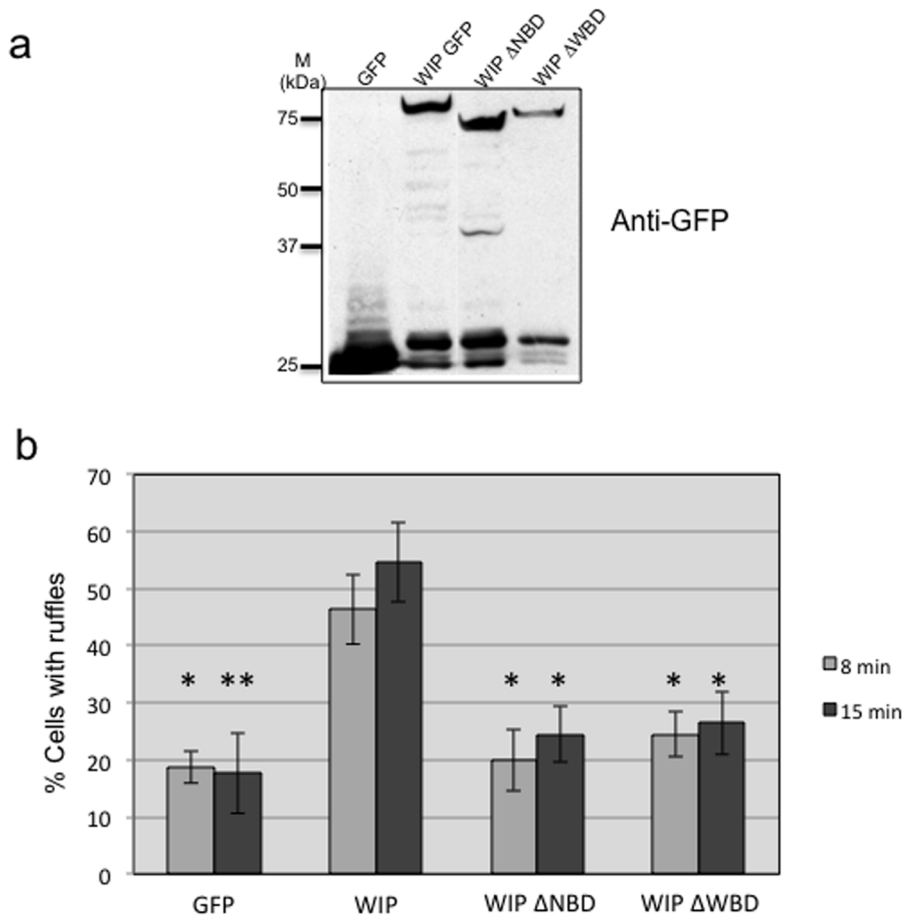 a
M
(kDa)
GFP
WIP GFP
WIP ΔNBD
WIP ΔWBD
75
50
37
25
Anti-GFP
b
% Cells with ruffles
70
60
50
40
30
20
10
0
* ** * * * *
8 min
15 min
GFP WIP WIP ΔNBD WIP ΔWBD